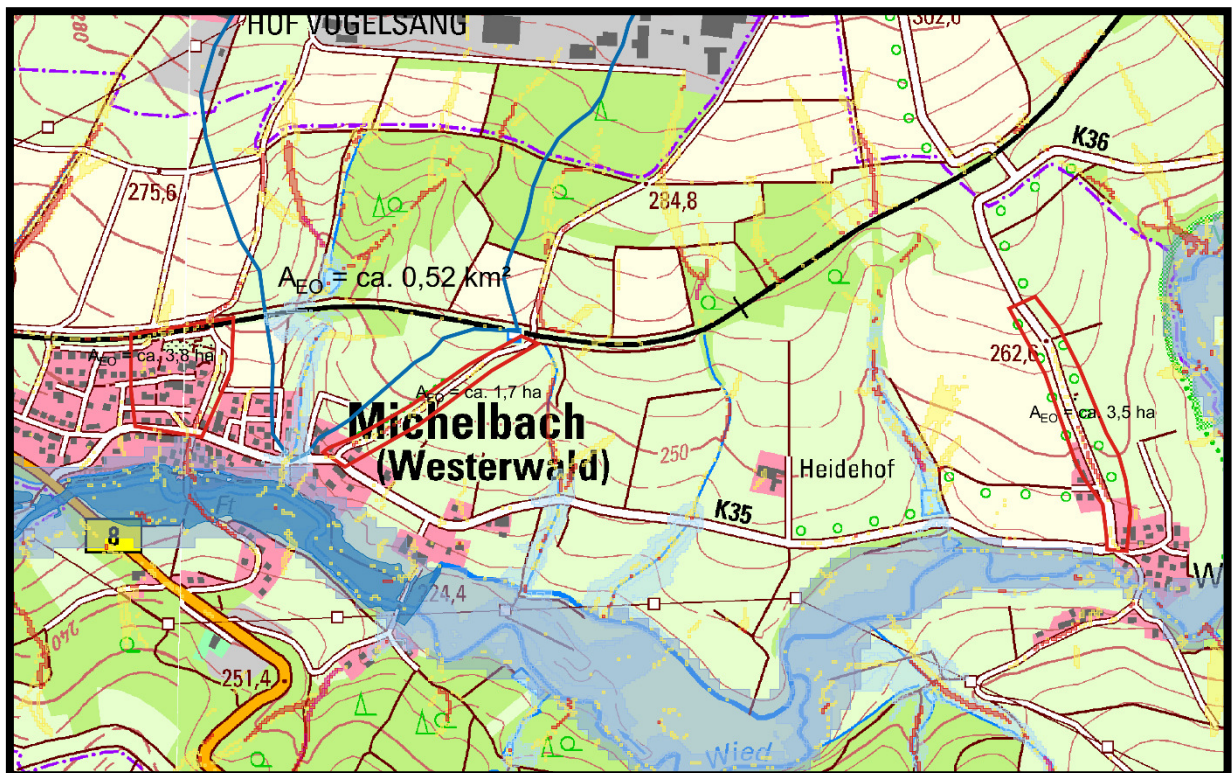 HOF VOGELSANG
280
302,6
K36
275,6
284,8
A_EO = ca. 0,52 km²
262,6
A_EO = ca. 3,8 ha
A_EO = ca. 1,7 ha
A_EO = ca. 3,5 ha
Michelbach
(Westerwald)
250
Heidehof
K35
8
224,4
W
240
251,4
Wied